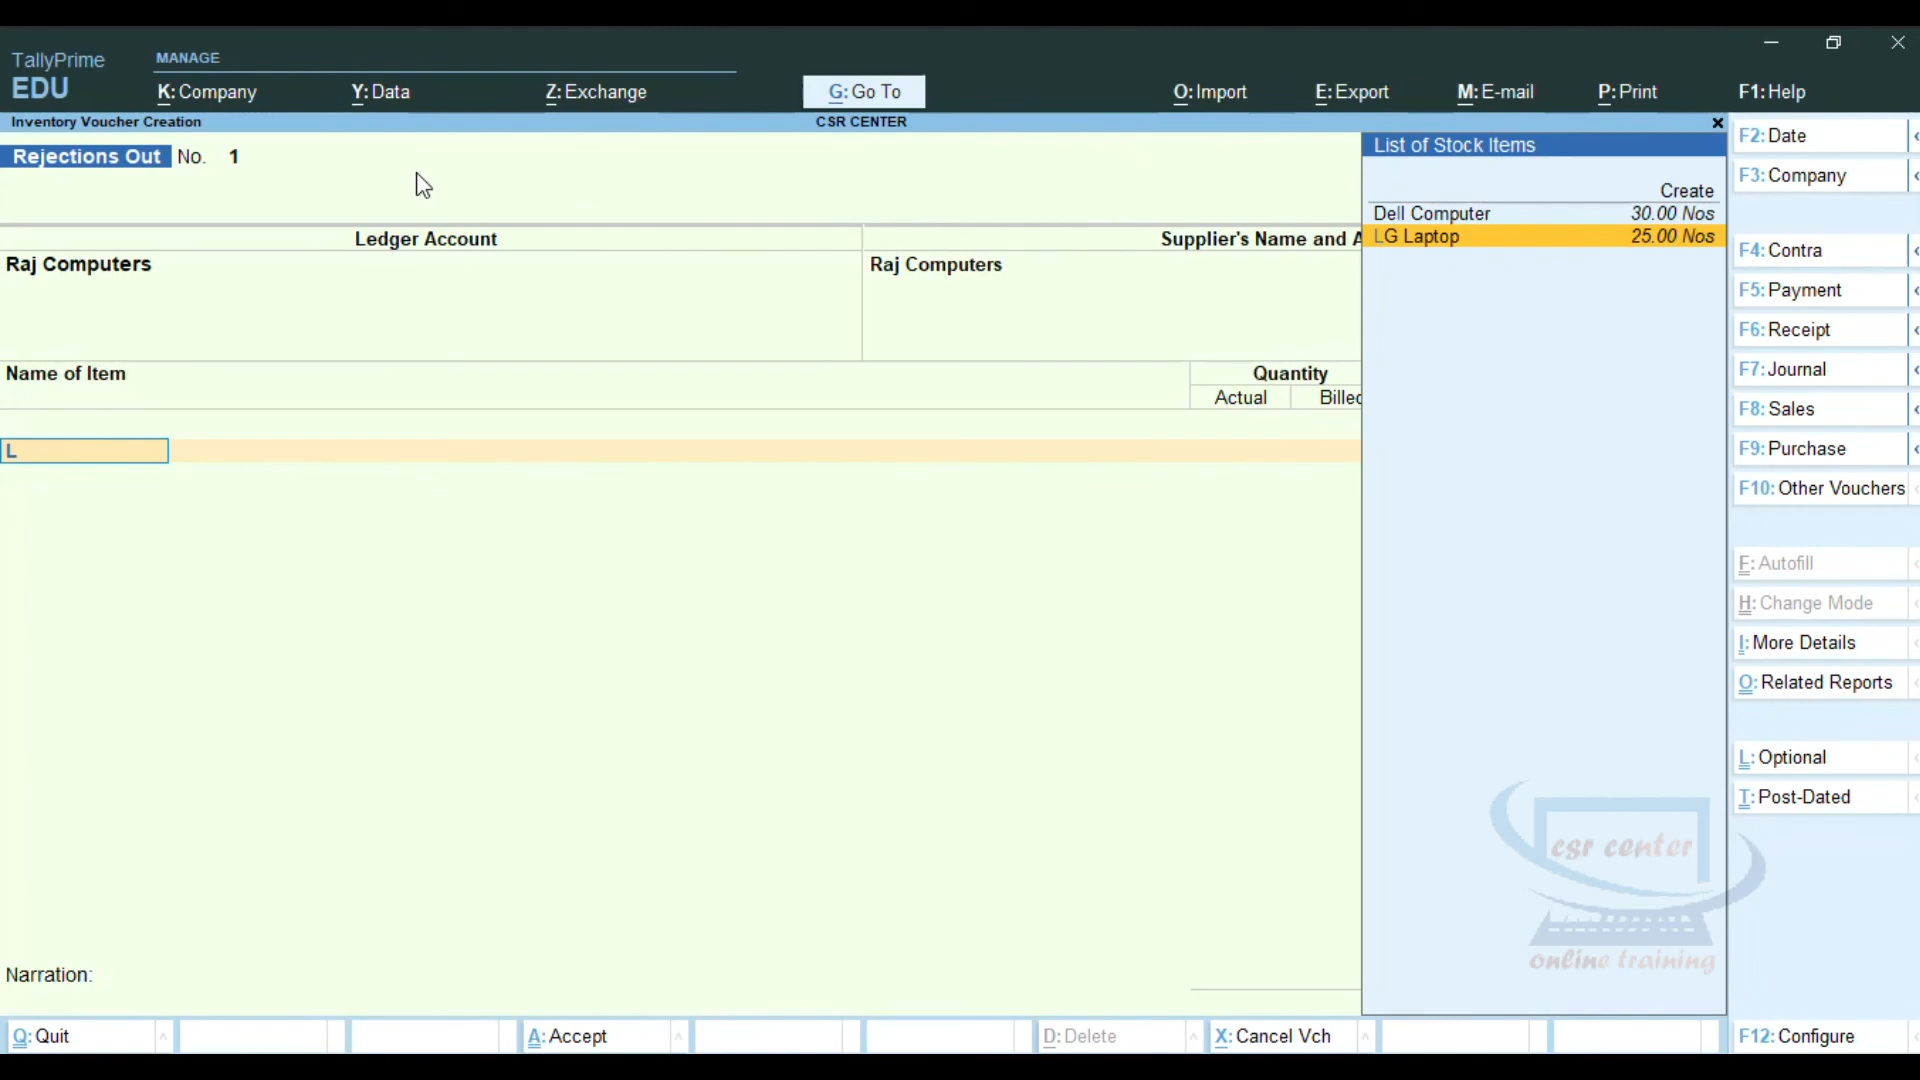 TallyPrime
EDU
MANAGE
K: Company
Y: Data
Z: Exchange
G: Go To
O: Import
E: Export
M: E-mail
P: Print
F1: Help
Inventory Voucher Creation
CSR CENTER
Rejections Out No. 1
Ledger Account
Supplier's Name and A
Raj Computers
Raj Computers
Name of Item
Quantity
Actual
Billed
L
Narration:
List of Stock Items
Create
Dell Computer 30.00 Nos
LG Laptop 25.00 Nos
F2: Date
F3: Company
F4: Contra
F5: Payment
F6: Receipt
F7: Journal
F8: Sales
F9: Purchase
F10: Other Vouchers
F: Autofill
H: Change Mode
I: More Details
O: Related Reports
L: Optional
T: Post-Dated
csr center
online training
Q: Quit
A: Accept
D: Delete
X: Cancel Vch
F12: Configure